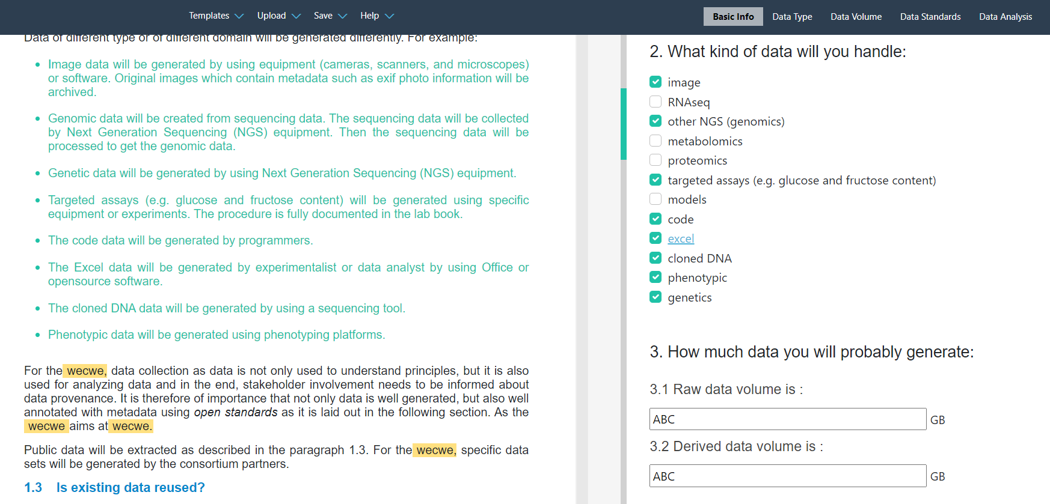 Templates Upload Save Help Basic Info Data Type Data Volume Data Standards Data Analysis
Data of different type or of different domain will be generated differently. For example:
Image data will be generated by using equipment (cameras, scanners, and microscopes)
or software. Original images which contain metadata such as exif photo information will be
archived.
Genomic data will be created from sequencing data. The sequencing data will be collected
by Next Generation Sequencing (NGS) equipment. Then the sequencing data will be
processed to get the genomic data.
Genetic data will be generated by using Next Generation Sequencing (NGS) equipment.
Targeted assays (e.g. glucose and fructose content) will be generated using specific
equipment or experiments. The procedure is fully documented in the lab book.
The code data will be generated by programmers.
The Excel data will be generated by experimentalist or data analyst by using Office or
opensource software.
The cloned DNA data will be generated by using a sequencing tool.
Phenotypic data will be generated using phenotyping platforms.
For the wecwe, data collection as data is not only used to understand principles, but it is also
used for analyzing data and in the end, stakeholder involvement needs to be informed about
data provenance. It is therefore of importance that not only data is well generated, but also well
annotated with metadata using open standards as it is laid out in the following section. As the
wecwe aims at wecwe.
Public data will be extracted as described in the paragraph 1.3. For the wecwe, specific data
sets will be generated by the consortium partners.
1.3 Is existing data reused?
2. What kind of data will you handle:
image
RNAseq
other NGS (genomics)
metabolomics
proteomics
targeted assays (e.g. glucose and fructose content)
models
code
excel
cloned DNA
phenotypic
genetics
3. How much data you will probably generate:
3.1 Raw data volume is :
ABC GB
3.2 Derived data volume is :
ABC GB